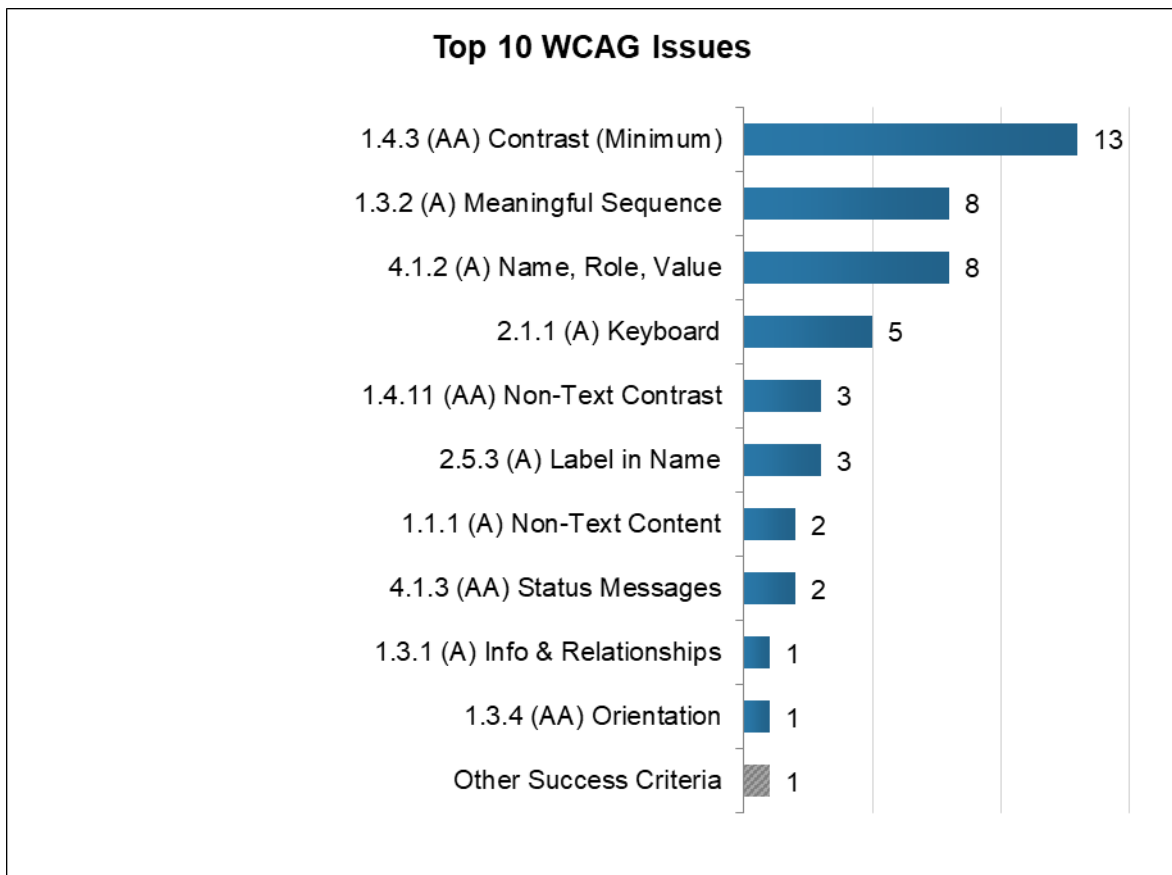 Top 10 WCAG Issues
1.4.3 (AA) Contrast (Minimum) 13
1.3.2 (A) Meaningful Sequence 8
4.1.2 (A) Name, Role, Value 8
2.1.1 (A) Keyboard 5
1.4.11 (AA) Non-Text Contrast 3
2.5.3 (A) Label in Name 3
1.1.1 (A) Non-Text Content 2
4.1.3 (AA) Status Messages 2
1.3.1 (A) Info & Relationships 1
1.3.4 (AA) Orientation 1
Other Success Criteria 1